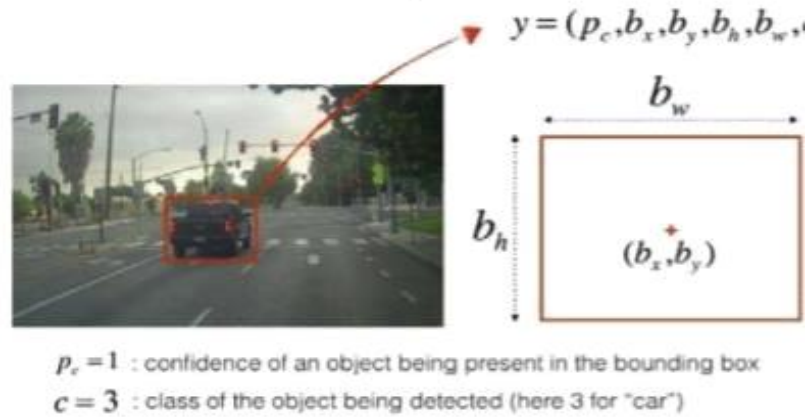 y = (p_c, b_x, b_y, b_h, b_w,
b_w
b_h
(b_x, b_y)
p_c = 1 : confidence of an object being present in the bounding box
c = 3 : class of the object being detected (here 3 for "car")